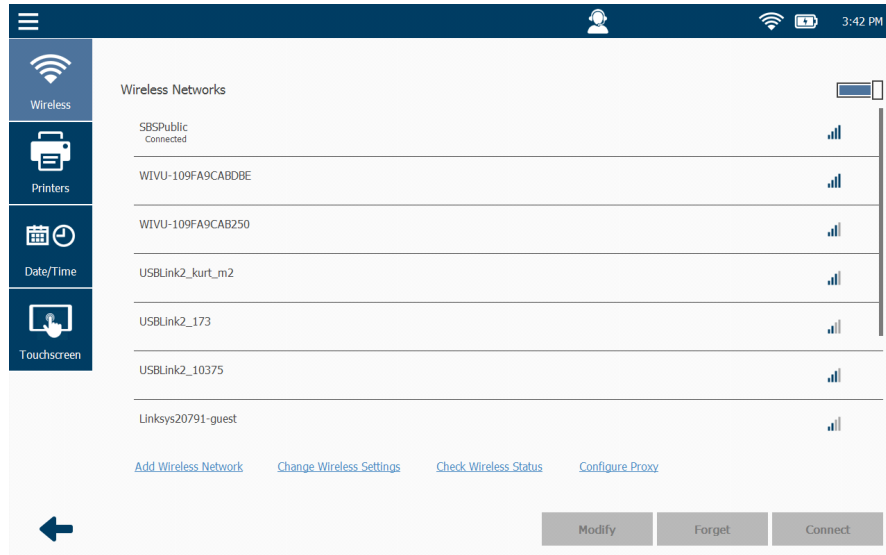 3:42 PM
Wireless
Wireless Networks
SBSPublic
Connected
Printers
WIVU-109FA9CABDBE
WIVU-109FA9CAB250
Date/Time
USBLink2_kurt_m2
USBLink2_173
Touchscreen
USBLink2_10375
Linksys20791-guest
Add Wireless Network Change Wireless Settings Check Wireless Status Configure Proxy
Modify Forget Connect